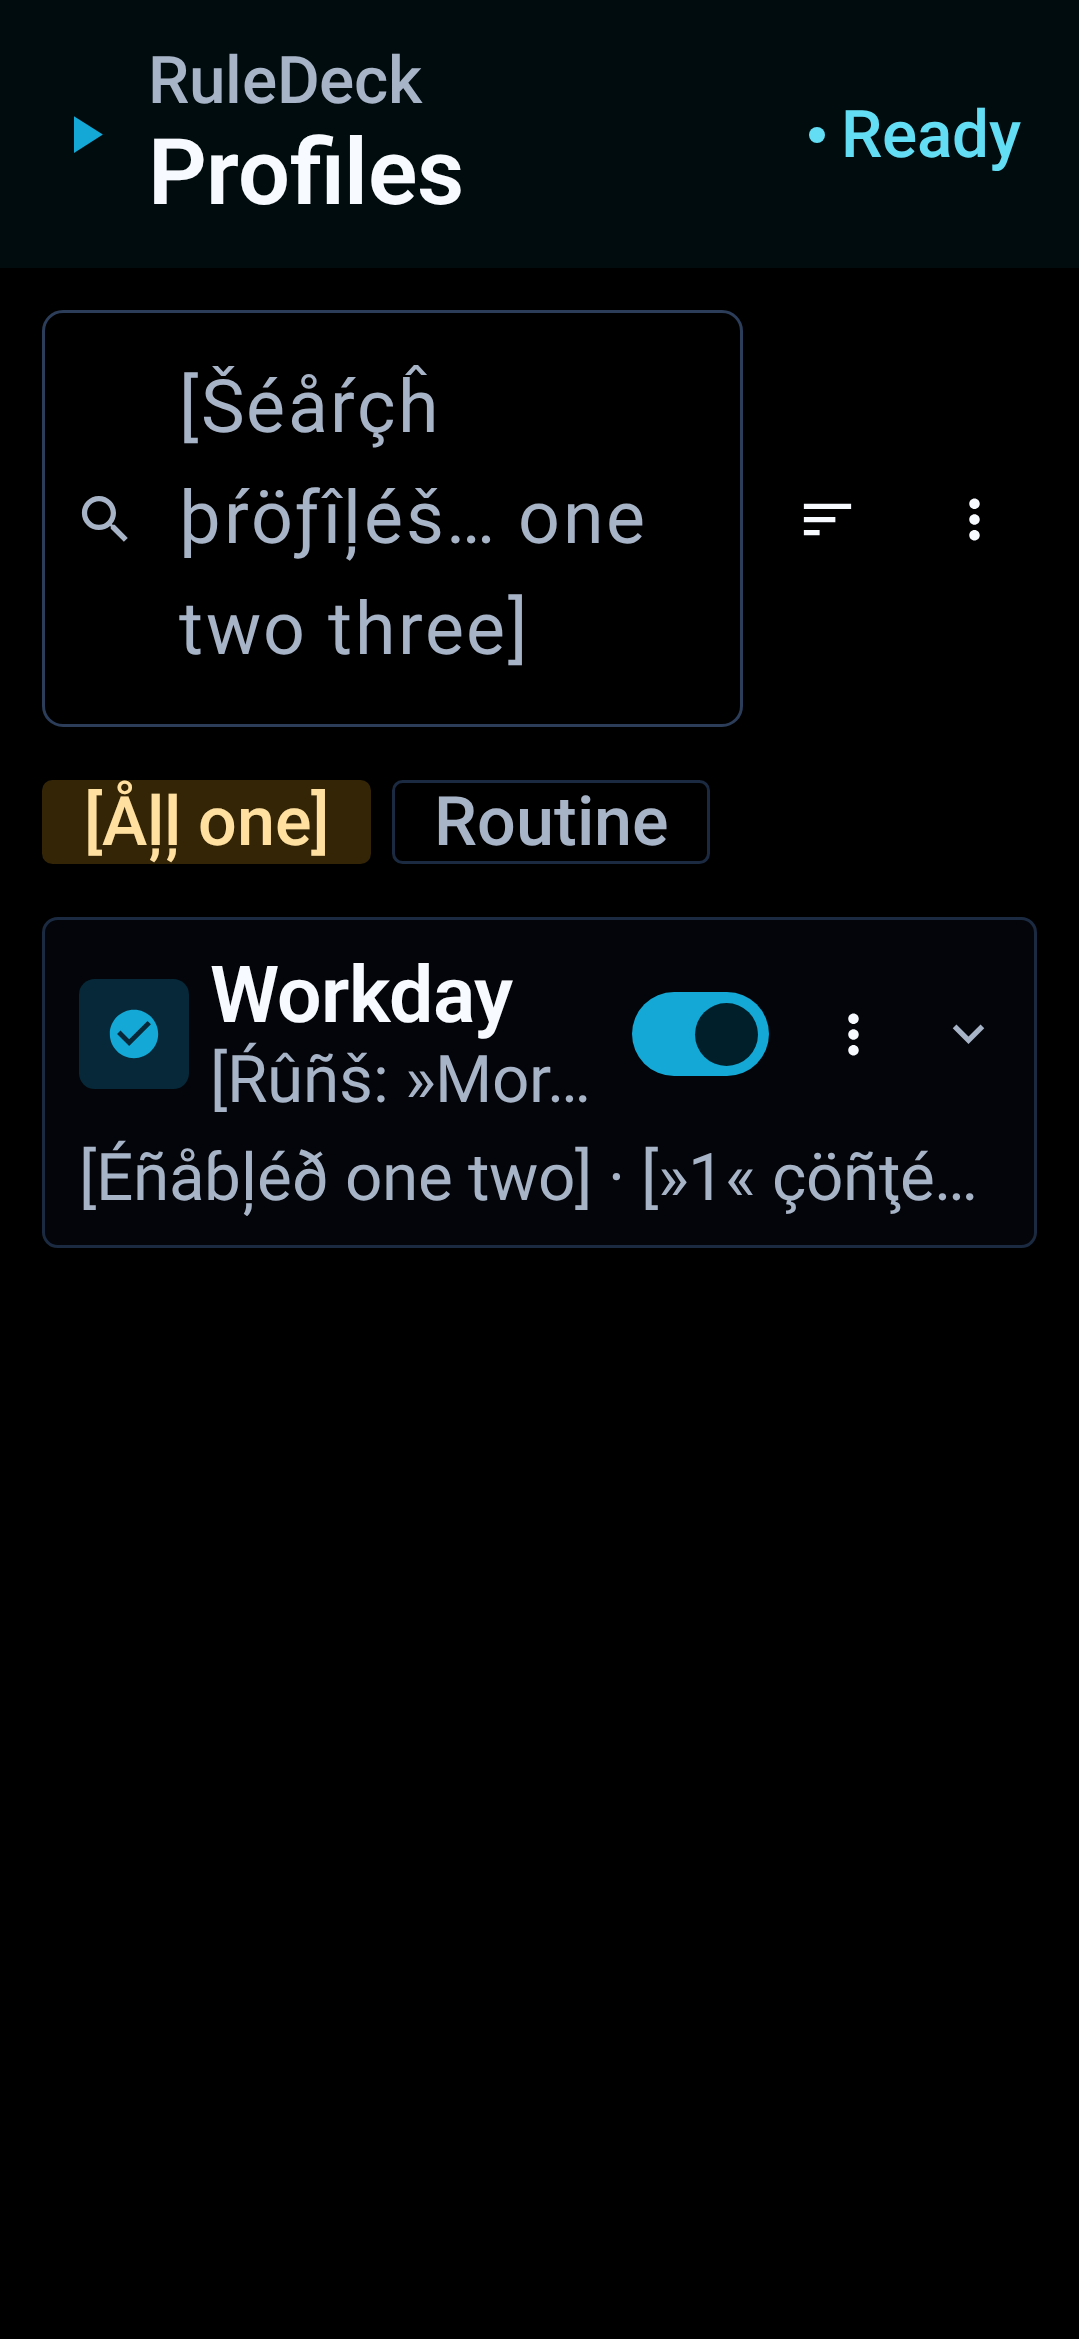 RuleDeck
Profiles
• Ready
[Šéåŕçĥ
þŕöƒîļéš… one
two three]
[Åļļ one]
Routine
Workday
[Ŕûñš: »Mor…
[Éñåƀļéð one two] · [»1« çöñţé…